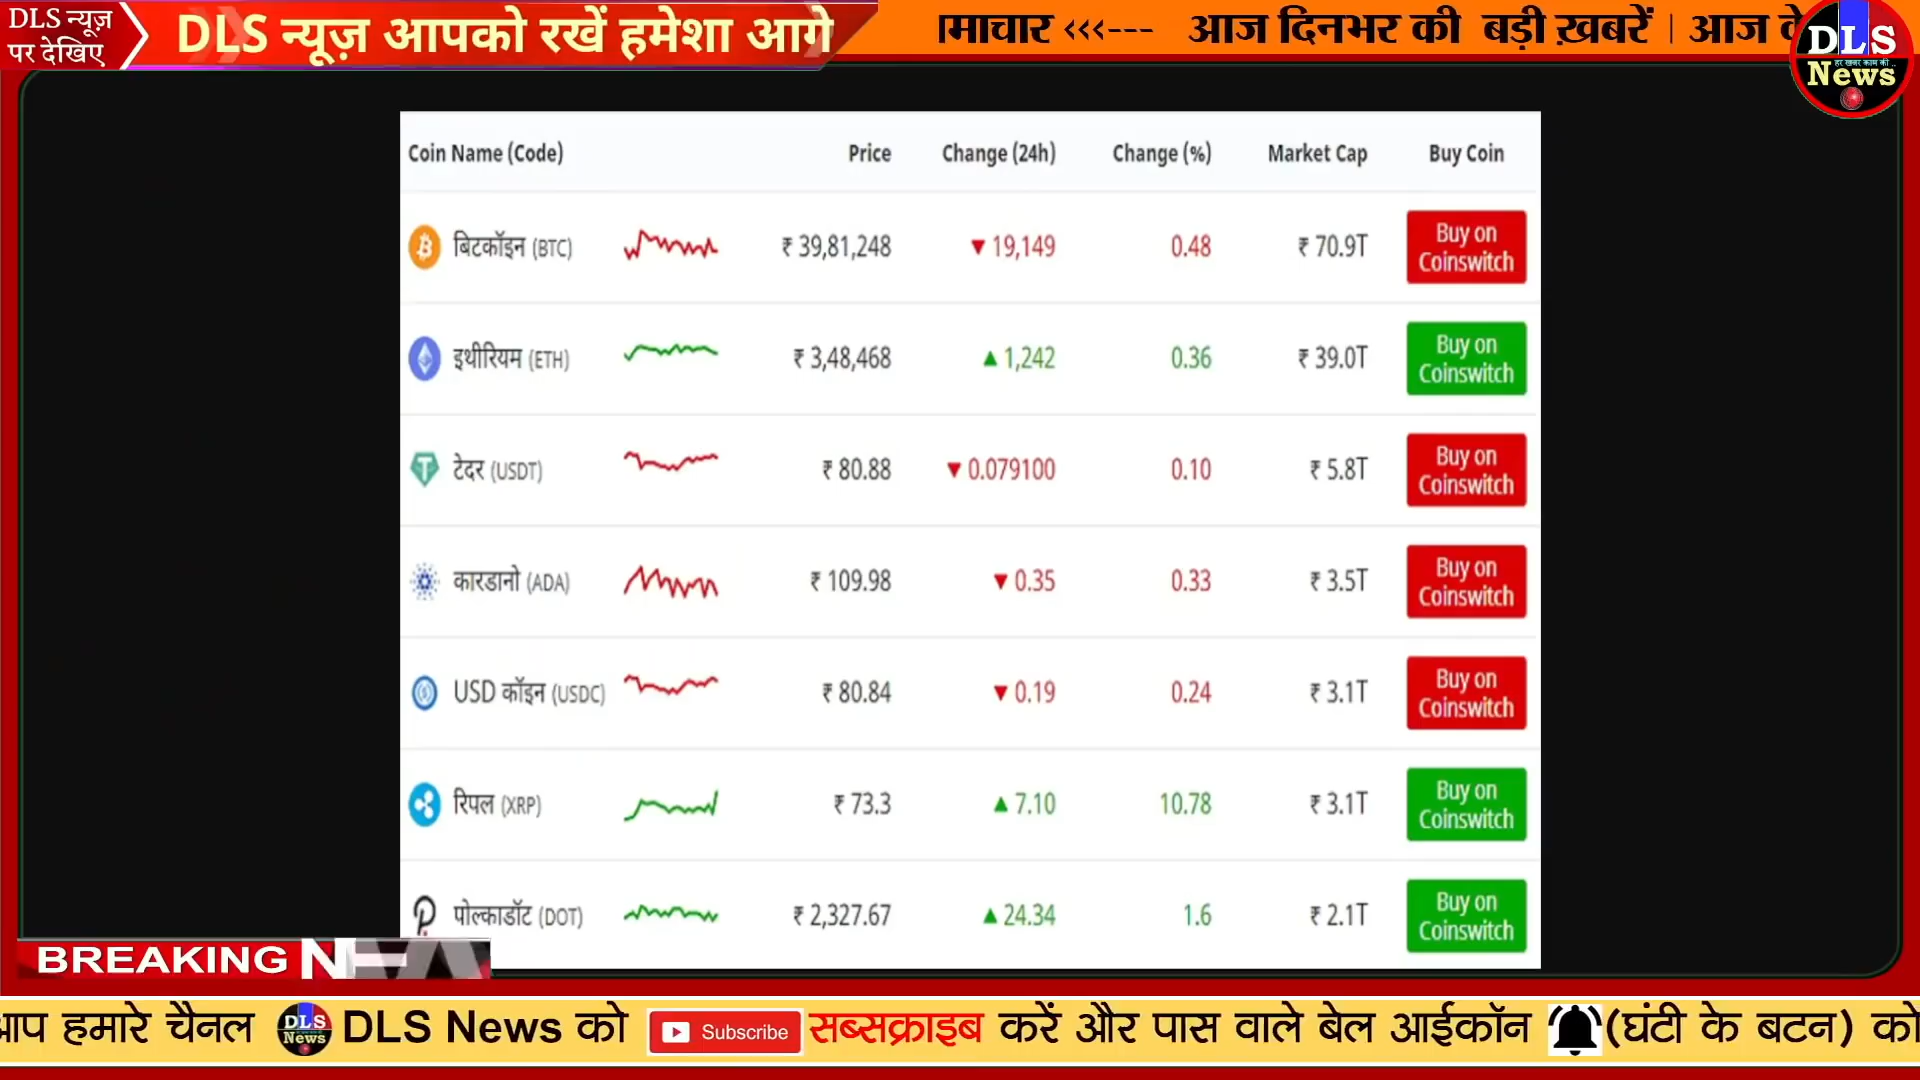 DLS न्यूज़
पर देखिए
DLS न्यूज़ आपको रखें हमेशा आगे
माचार <<<--- आज दिनभर की बड़ी ख़बरें | आज
DLS
हर खबर काम की ..
News
Coin Name (Code) Price Change (24h) Change (%) Market Cap Buy Coin
बिटकॉइन (BTC) ₹ 39,81,248 ▼ 19,149 0.48 ₹ 70.9T Buy on
Coinswitch
इथीरियम (ETH) ₹ 3,48,468 ▲ 1,242 0.36 ₹ 39.0T Buy on
Coinswitch
टेदर (USDT) ₹ 80.88 ▼ 0.079100 0.10 ₹ 5.8T Buy on
Coinswitch
कारडानो (ADA) ₹ 109.98 ▼ 0.35 0.33 ₹ 3.5T Buy on
Coinswitch
USD कॉइन (USDC) ₹ 80.84 ▼ 0.19 0.24 ₹ 3.1T Buy on
Coinswitch
रिपल (XRP) ₹ 73.3 ▲ 7.10 10.78 ₹ 3.1T Buy on
Coinswitch
पोल्काडॉट (DOT) ₹ 2,327.67 ▲ 24.34 1.6 ₹ 2.1T Buy on
Coinswitch
BREAKING
आप हमारे चैनल DLS News DLS News को Subscribe सब्सक्राइब करें और पास वाले बेल आईकॉन (घंटी के बटन) को